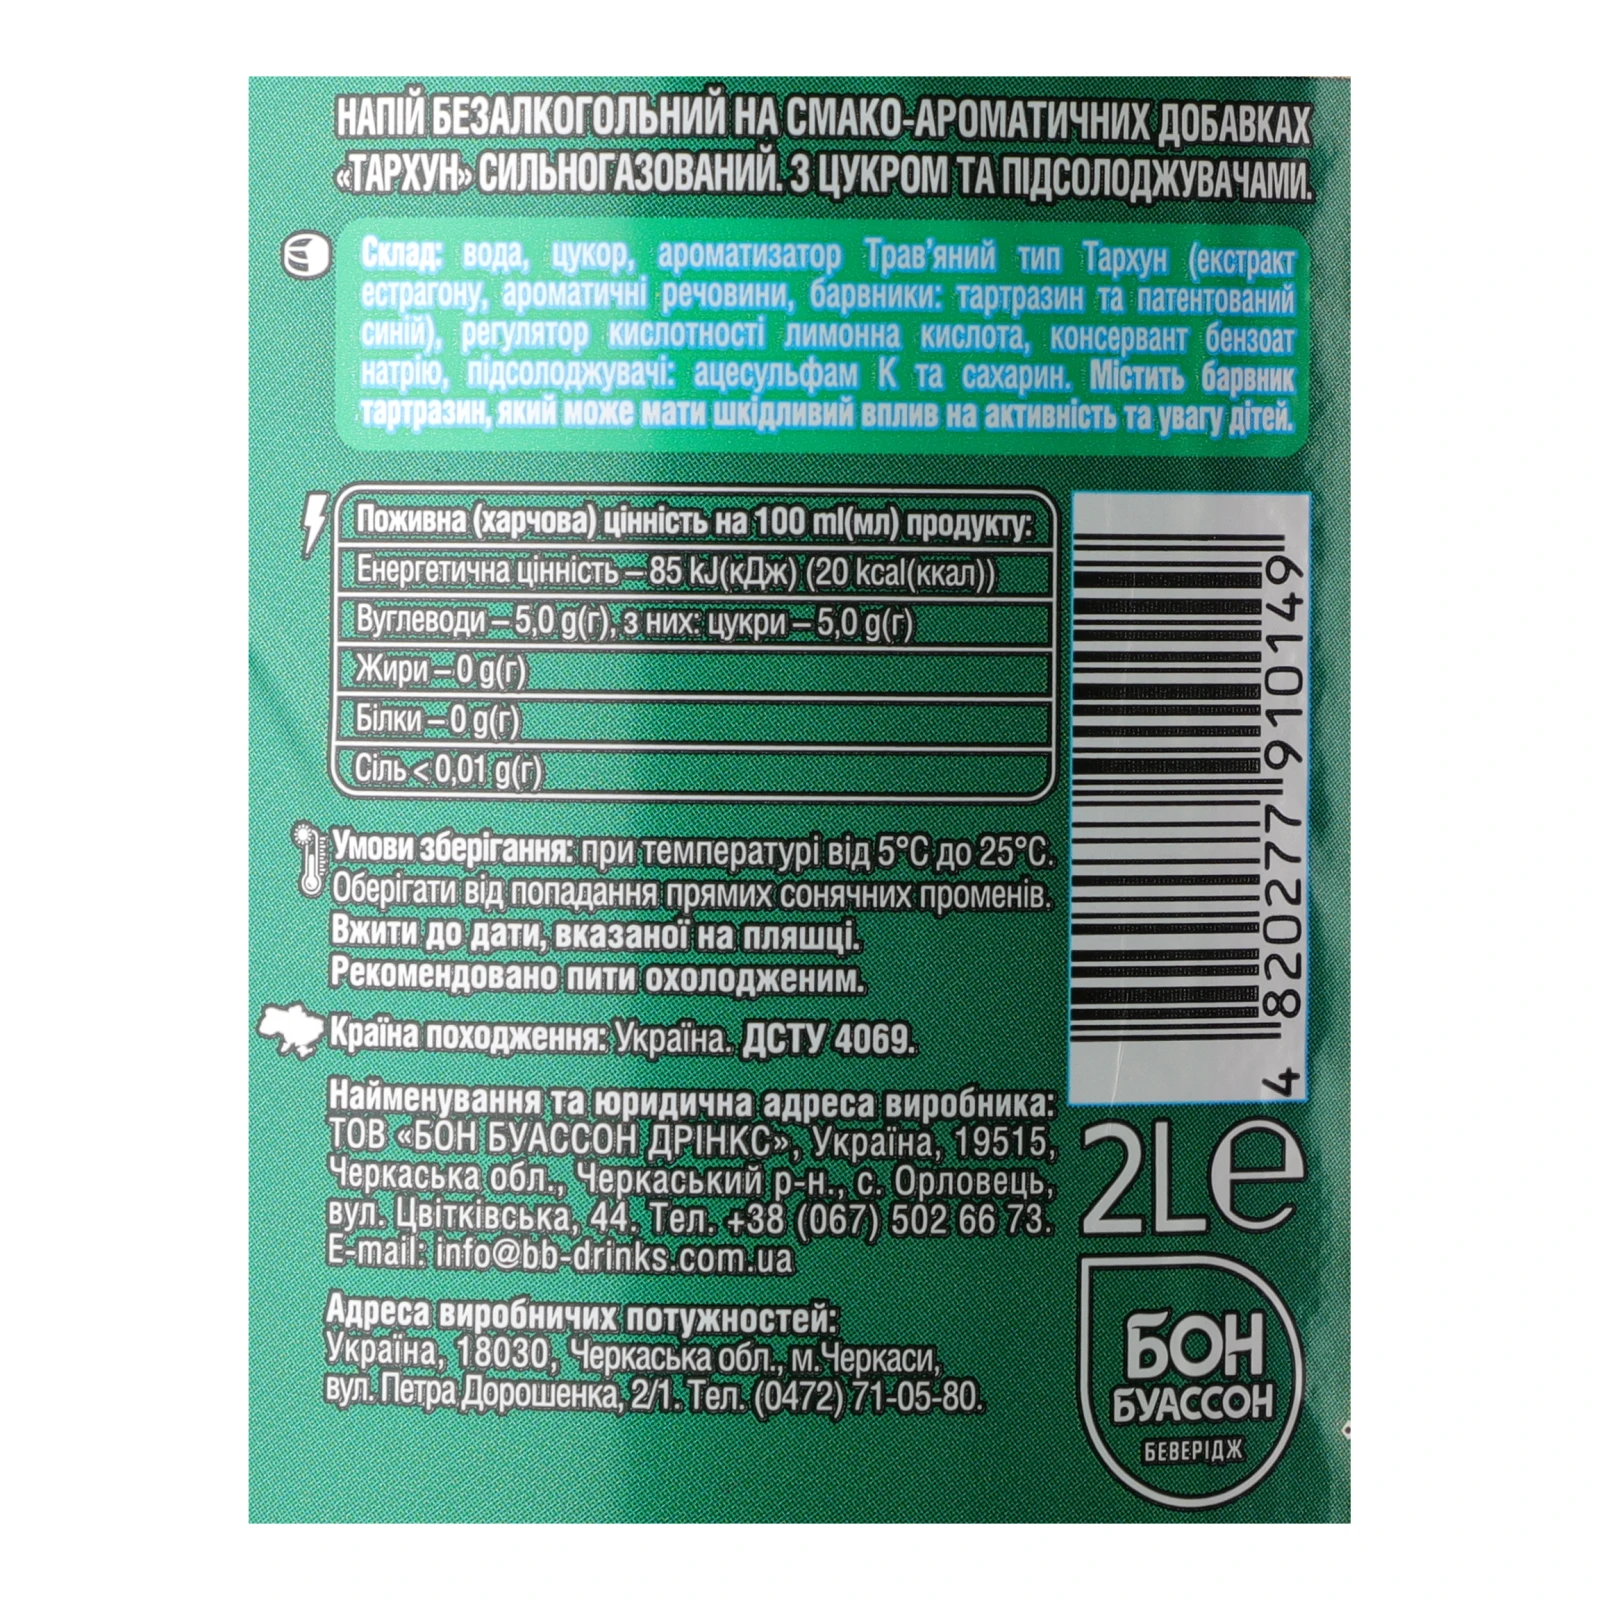 НАПІЙ БЕЗАЛКОГОЛЬНИЙ НА СМАКО-АРОМАТИЧНИХ ДОБАВКАХ
«ТАРХУН» СИЛЬНОГАЗОВАНИЙ. З ЦУКРОМ ТА ПІДСОЛОДЖУВАЧАМИ.
Склад: вода, цукор, ароматизатор Трав’яний тип Тархун (екстракт
естрагону, ароматичні речовини, барвники: тартразин та патентований
синій), регулятор кислотності лимонна кислота, консервант бензоат
натрію, підсолоджувачі: ацесульфам К та сахарин. Містить барвник
тартразин, який може мати шкідливий вплив на активність та увагу дітей.
Поживна (харчова) цінність на 100 ml(мл) продукту:
Енергетична цінність – 85 kJ(кДж) (20 kcal(ккал))
Вуглеводи – 5,0 g(г), з них: цукри – 5,0 g(г)
Жири – 0 g(г)
Білки – 0 g(г)
Сіль < 0,01 g(г)
Умови зберігання: при температурі від 5°С до 25°С.
Оберігати від попадання прямих сонячних променів.
Вжити до дати, вказаної на пляшці.
Рекомендовано пити охолодженим.
Країна походження: Україна. ДСТУ 4069.
Найменування та юридична адреса виробника:
ТОВ «БОН БУАССОН ДРІНКС», Україна, 19515,
Черкаська обл., Черкаський р-н., с. Орловець,
вул. Цвітківська, 44. Тел. +38 (067) 502 66 73.
E-mail: info@bb-drinks.com.ua
Адреса виробничих потужностей:
Україна, 18030, Черкаська обл., м.Черкаси,
вул. Петра Дорошенка, 2/1. Тел. (0472) 71-05-80.
4 820277 910149
2L e
БОН
БУАССОН
БЕВЕРІДЖ